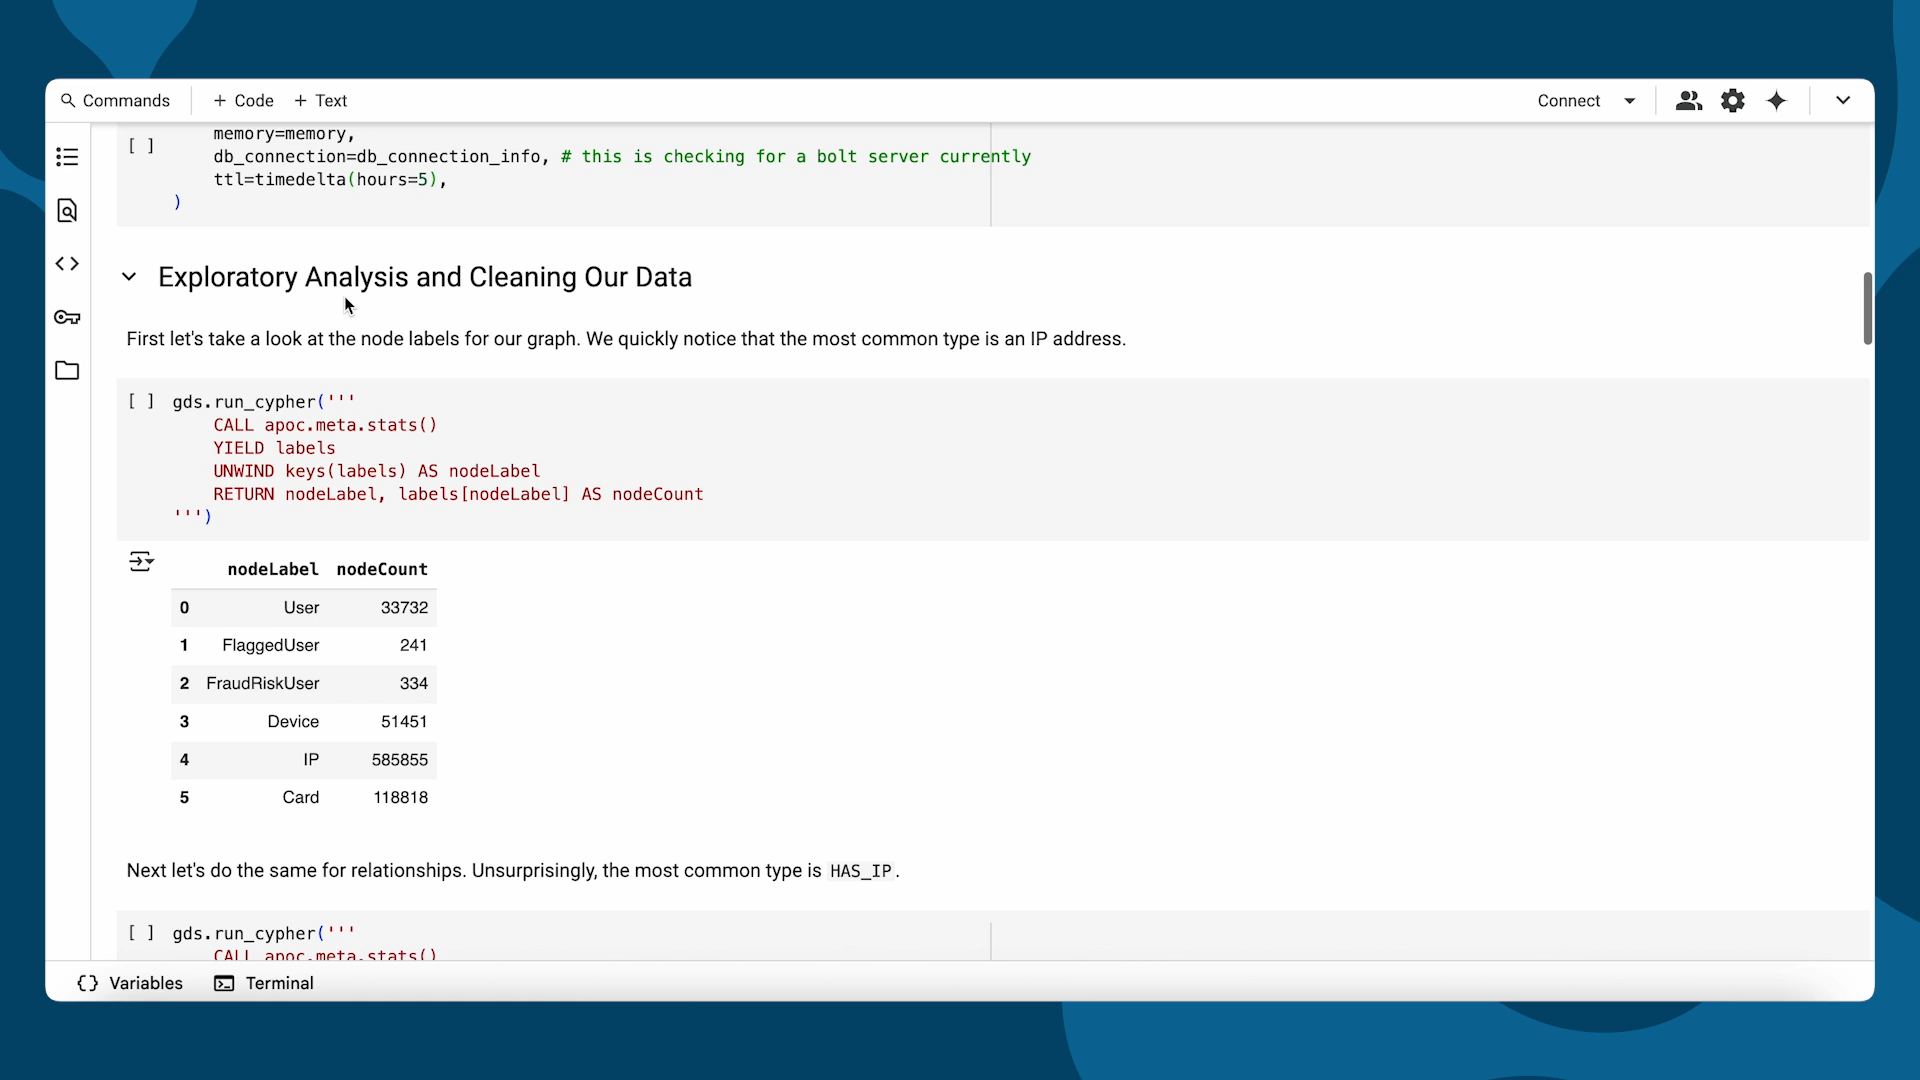 Commands
+ Code
+ Text
Connect
memory=memory,
[ ]
db_connection=db_connection_info, # this is checking for a bolt server currently
ttl=timedelta(hours=5),
)
Exploratory Analysis and Cleaning Our Data
First let's take a look at the node labels for our graph. We quickly notice that the most common type is an IP address.
[ ] gds.run_cypher('''
CALL apoc.meta.stats()
YIELD labels
UNWIND keys(labels) AS nodeLabel
RETURN nodeLabel, labels[nodeLabel] AS nodeCount
''')
nodeLabel nodeCount
0 User 33732
1 FlaggedUser 241
2 FraudRiskUser 334
3 Device 51451
4 IP 585855
5 Card 118818
Next let's do the same for relationships. Unsurprisingly, the most common type is HAS_IP.
[ ] gds.run_cypher('''
CALL apoc.meta.stats()
{} Variables
Terminal